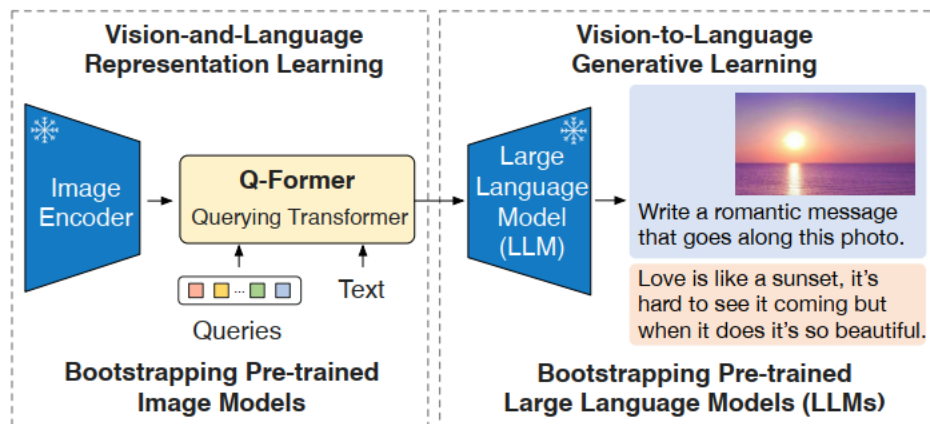 Vision-and-Language
Representation Learning
Image
Encoder
Q-Former
Querying Transformer
...
Queries
Text
Bootstrapping Pre-trained
Image Models
Vision-to-Language
Generative Learning
Large
Language
Model
(LLM)
Write a romantic message
that goes along this photo.
Love is like a sunset, it's
hard to see it coming but
when it does it's so beautiful.
Bootstrapping Pre-trained
Large Language Models (LLMs)